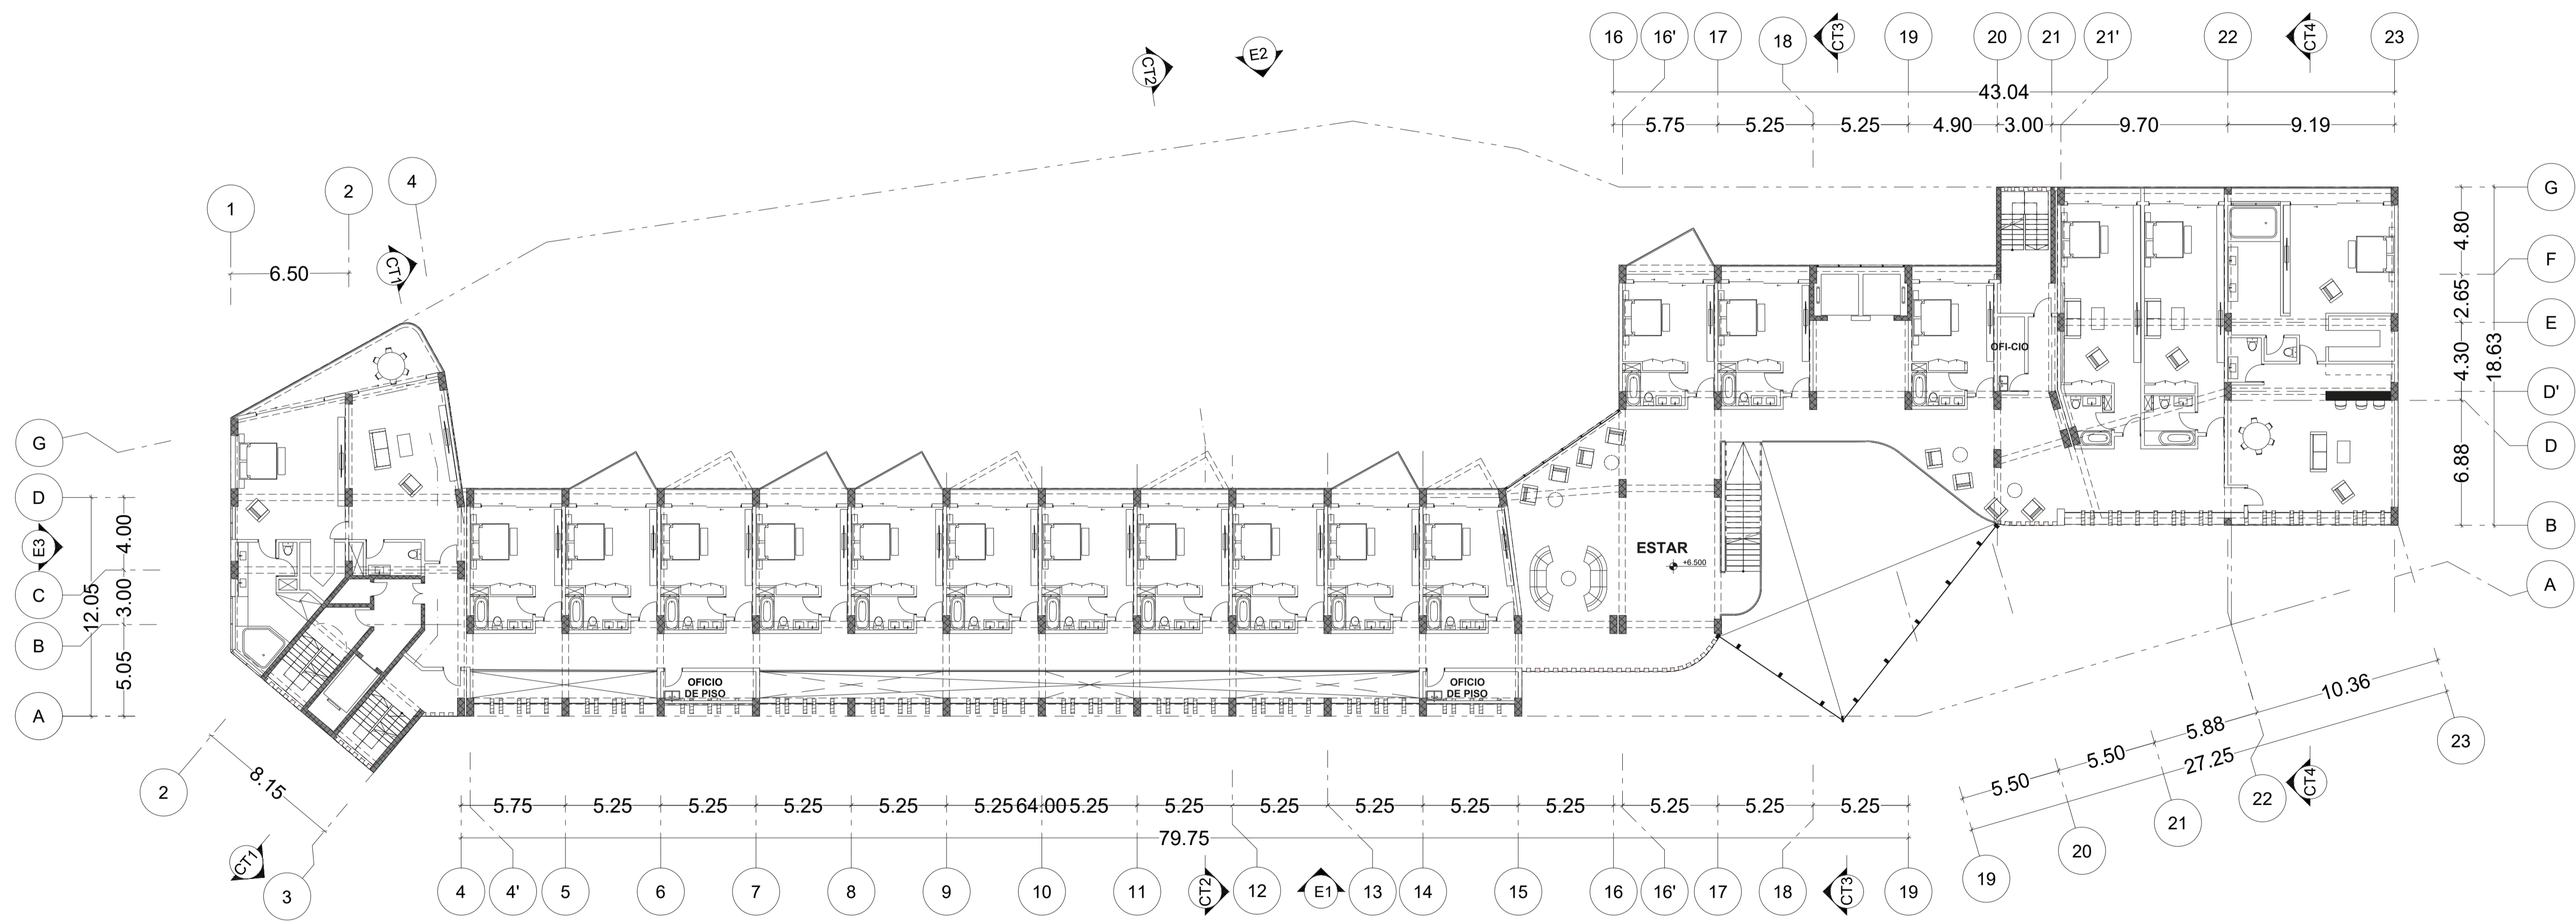 16 16' 17 18 CT3 19 20 21 21' 22 CT4 23
CT2 E2
43.04
5.75 5.25 5.25 4.90 3.00 9.70 9.19
1 2 4
CT1
6.50
G
F
E
D'
D
B
A
4.80
2.65
4.30
6.88
18.63
OFI-CIO
G
D
E3
C
B
A
4.00
3.00
5.05
12.05
ESTAR
+6.500
OFICIO
DE PISO
OFICIO
DE PISO
2
8.15
CT1
3
5.75 5.25 5.25 5.25 5.25 5.25 64.00 5.25 5.25 5.25 5.25 5.25 5.25 5.25 5.25 5.25
79.75
4 4' 5 6 7 8 9 10 11 CT2 12 E1 13 14 15 16 16' 17 18 CT3 19
5.50 5.50 5.88 10.36
27.25
19 20 21 22 CT4 23